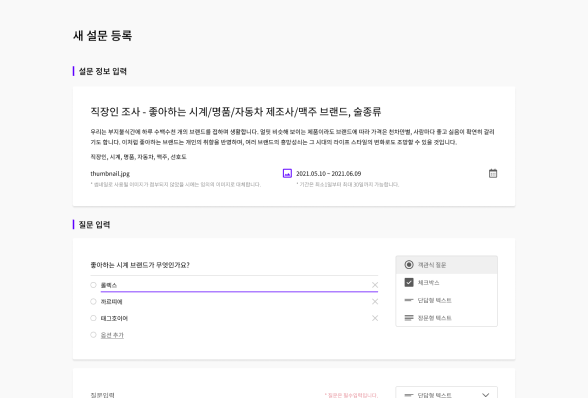 새 설문 등록
설문 정보 입력
직장인 조사 - 좋아하는 시계/명품/자동차 제조사/맥주 브랜드, 술종류
우리는 부지불식간에 하루 수백수천 개의 브랜드를 접하며 생활합니다. 얼핏 비슷해 보이는 제품이라도 브랜드에 따라 가격은 천차만별, 사람마다 좋고 싫음이 확연히 갈리
기도 합니다. 이처럼 좋아하는 브랜드는 개인의 취향을 반영하며, 여러 브랜드의 흥망성쇠는 그 시대의 라이프 스타일의 변화로도 조망할 수 있을 것입니다.
직장인, 시계, 명품, 자동차, 맥주, 선호도
thumbnail.jpg
2021.05.10 ~ 2021.06.09
* 썸네일로 사용될 이미지가 첨부되지 않았을 시에는 임의의 이미지로 대체합니다.
* 기간은 최소1일부터 최대 30일까지 가능합니다.
질문 입력
좋아하는 시계 브랜드가 무엇인가요?
롤렉스
까르띠에
태그호이어
옵션 추가
객관식 질문
체크박스
단답형 텍스트
장문형 텍스트
질문입력
* 질문은 필수입력입니다.
단답형 텍스트